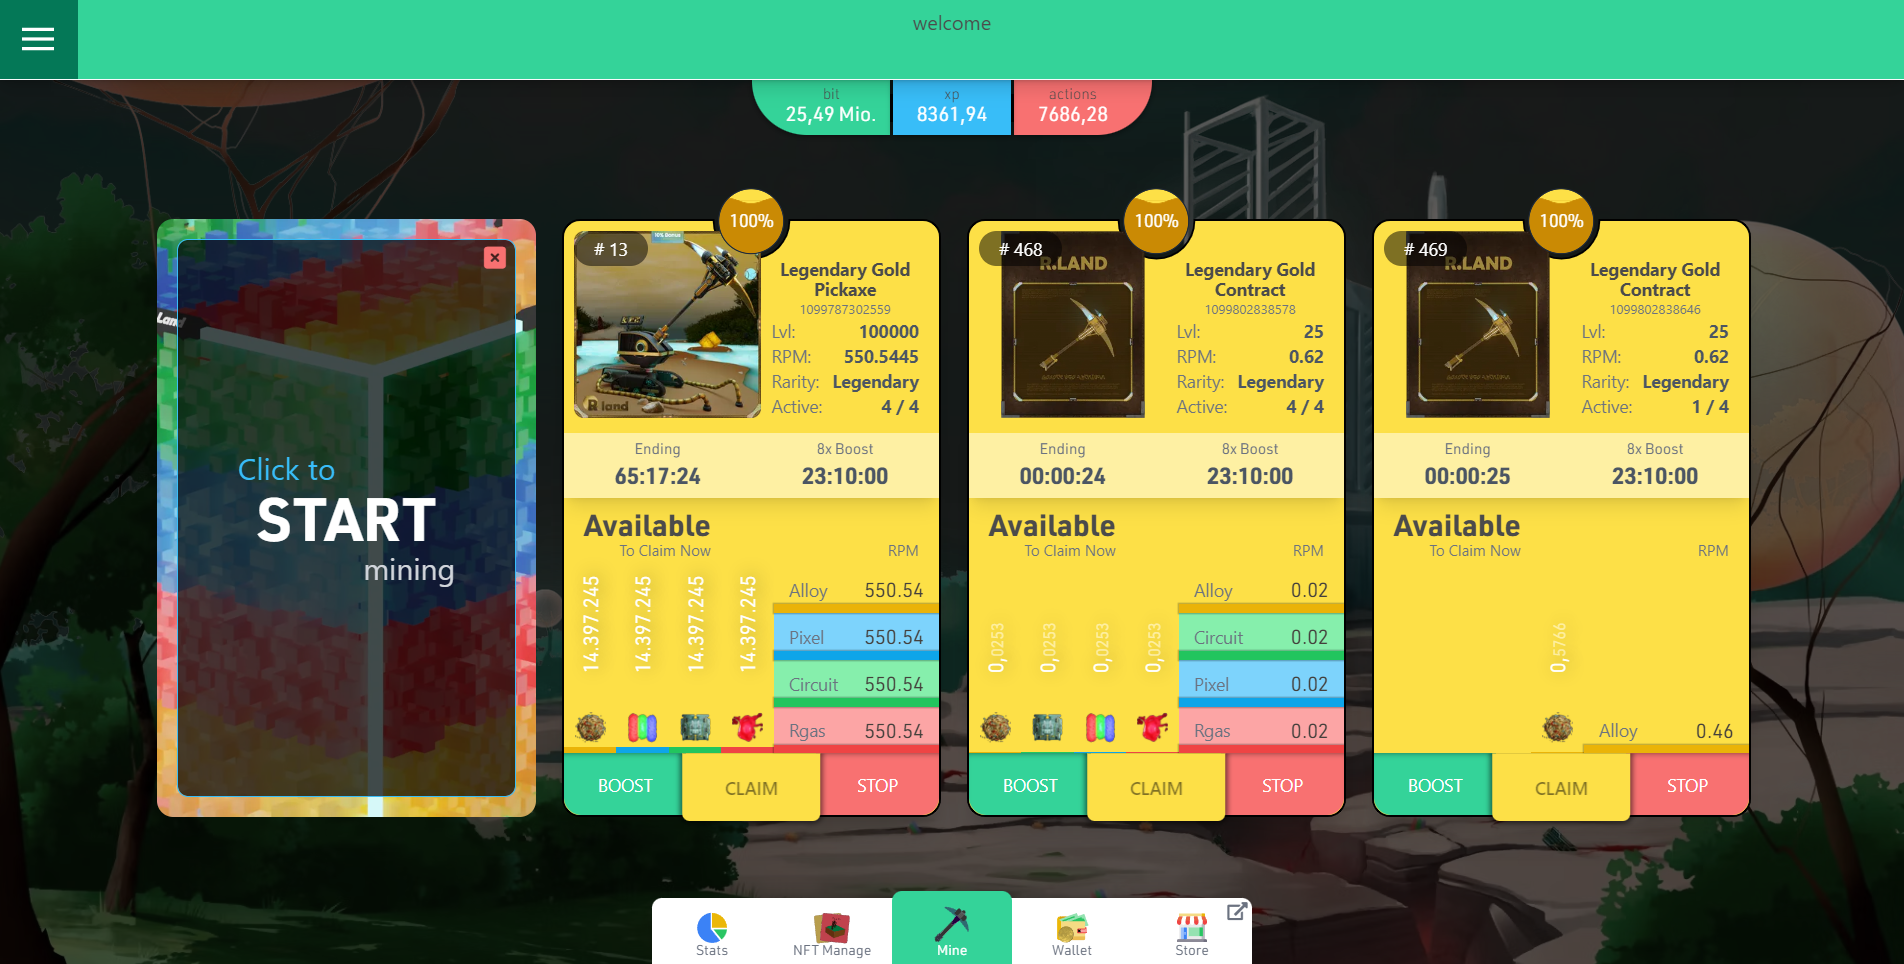 welcome
bit
25,49 Mio.
xp
8361,94
actions
7686,28
Land
Click to
START
mining
100%
# 13
10% Bonus
R land
Legendary Gold
Pickaxe
1099787302559
Lvl: 100000
RPM: 550.5445
Rarity: Legendary
Active: 4 / 4
Ending
65:17:24
8x Boost
23:10:00
Available
To Claim Now
RPM
14.397.245
14.397.245
14.397.245
14.397.245
Alloy 550.54
Pixel 550.54
Circuit 550.54
Rgas 550.54
BOOST
CLAIM
STOP
100%
# 468
R.LAND
Legendary Gold
Contract
1099802838578
Lvl: 25
RPM: 0.62
Rarity: Legendary
Active: 4 / 4
Ending
00:00:24
8x Boost
23:10:00
Available
To Claim Now
RPM
0,0253
0,0253
0,0253
0,0253
Alloy 0.02
Circuit 0.02
Pixel 0.02
Rgas 0.02
BOOST
CLAIM
STOP
100%
# 469
R.LAND
Legendary Gold
Contract
1099802838646
Lvl: 25
RPM: 0.62
Rarity: Legendary
Active: 1 / 4
Ending
00:00:25
8x Boost
23:10:00
Available
To Claim Now
RPM
0,5766
Alloy 0.46
BOOST
CLAIM
STOP
Stats
NFT Manage
Mine
Wallet
Store